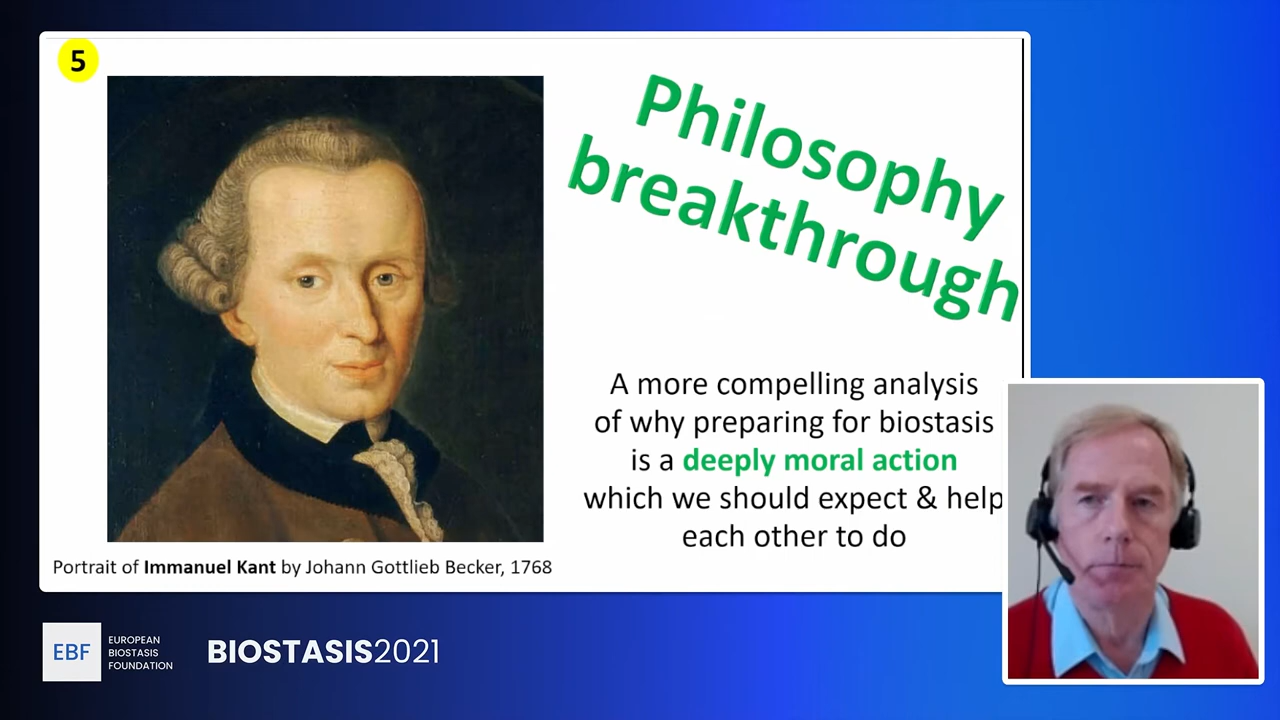 5
Philosophy
breakthrough
A more compelling analysis
of why preparing for biostasis
is a deeply moral action
which we should expect & help
each other to do
Portrait of Immanuel Kant by Johann Gottlieb Becker, 1768
EBF
EUROPEAN
BIOSTASIS
FOUNDATION
BIOSTASIS2021